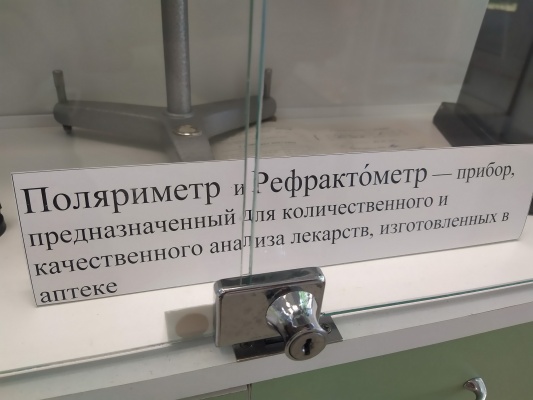 Поляриметр и Рефракто́метр — прибор,
предназначенный для количественного и
качественного анализа лекарств, изготовленных в
аптеке